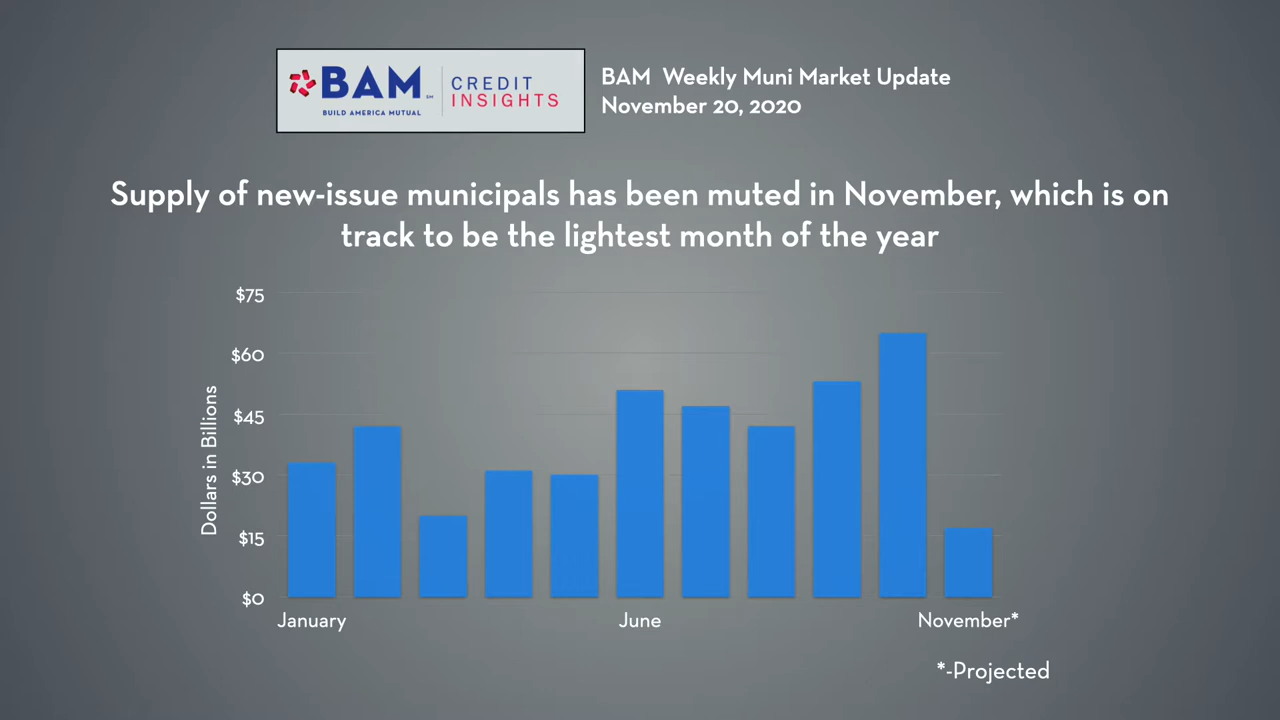 BAM SM
CREDIT
INSIGHTS
BUILD AMERICA MUTUAL
BAM Weekly Muni Market Update
November 20, 2020
Supply of new-issue municipals has been muted in November, which is on
track to be the lightest month of the year
Dollars in Billions
$75
$60
$45
$30
$15
$0
January
June
November*
*-Projected